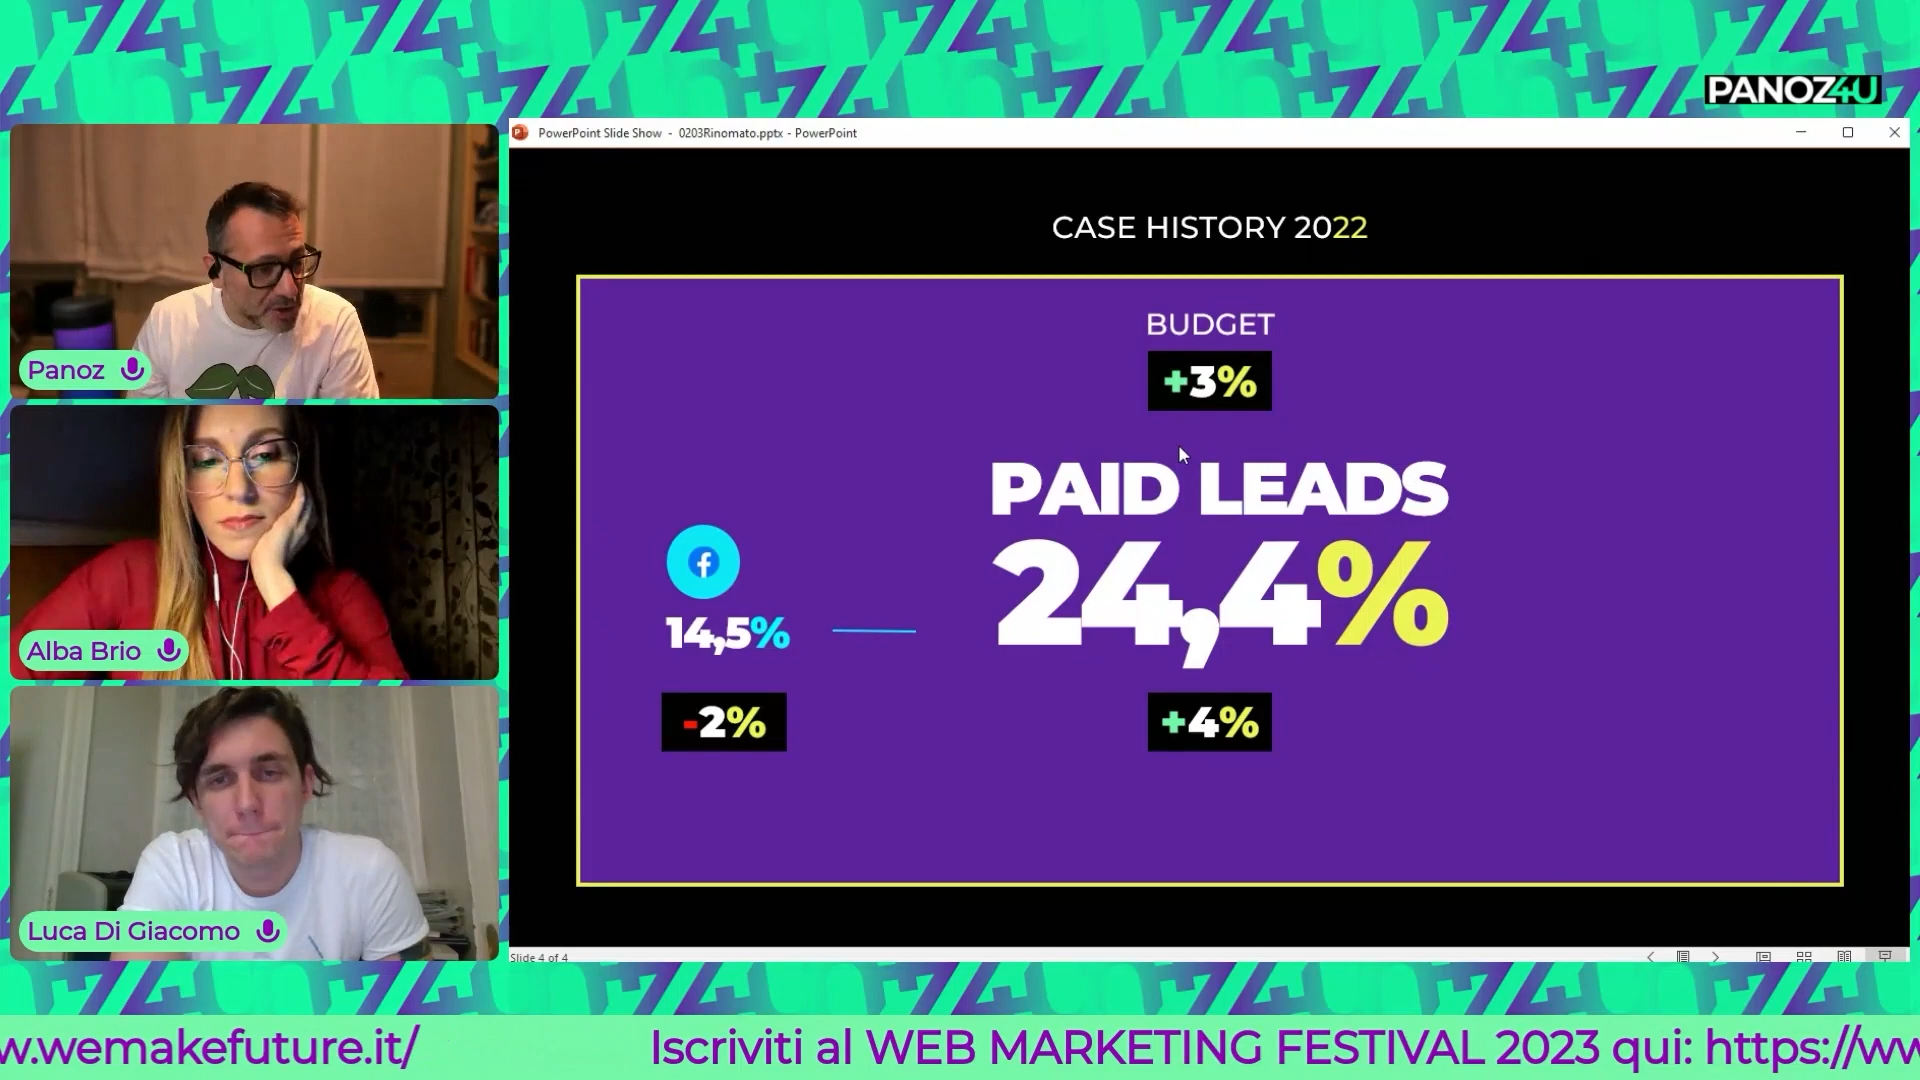 PANOZ4U
PowerPoint Slide Show - 0203Rinomato.pptx - PowerPoint
CASE HISTORY 2022
BUDGET
+3%
PAID LEADS
24,4%
14,5%
-2%
+4%
Panoz
Alba Brio
Luca Di Giacomo
Slide 4 of 4
w.wemakefuture.it/
Iscriviti al WEB MARKETING FESTIVAL 2023 qui: https://ww